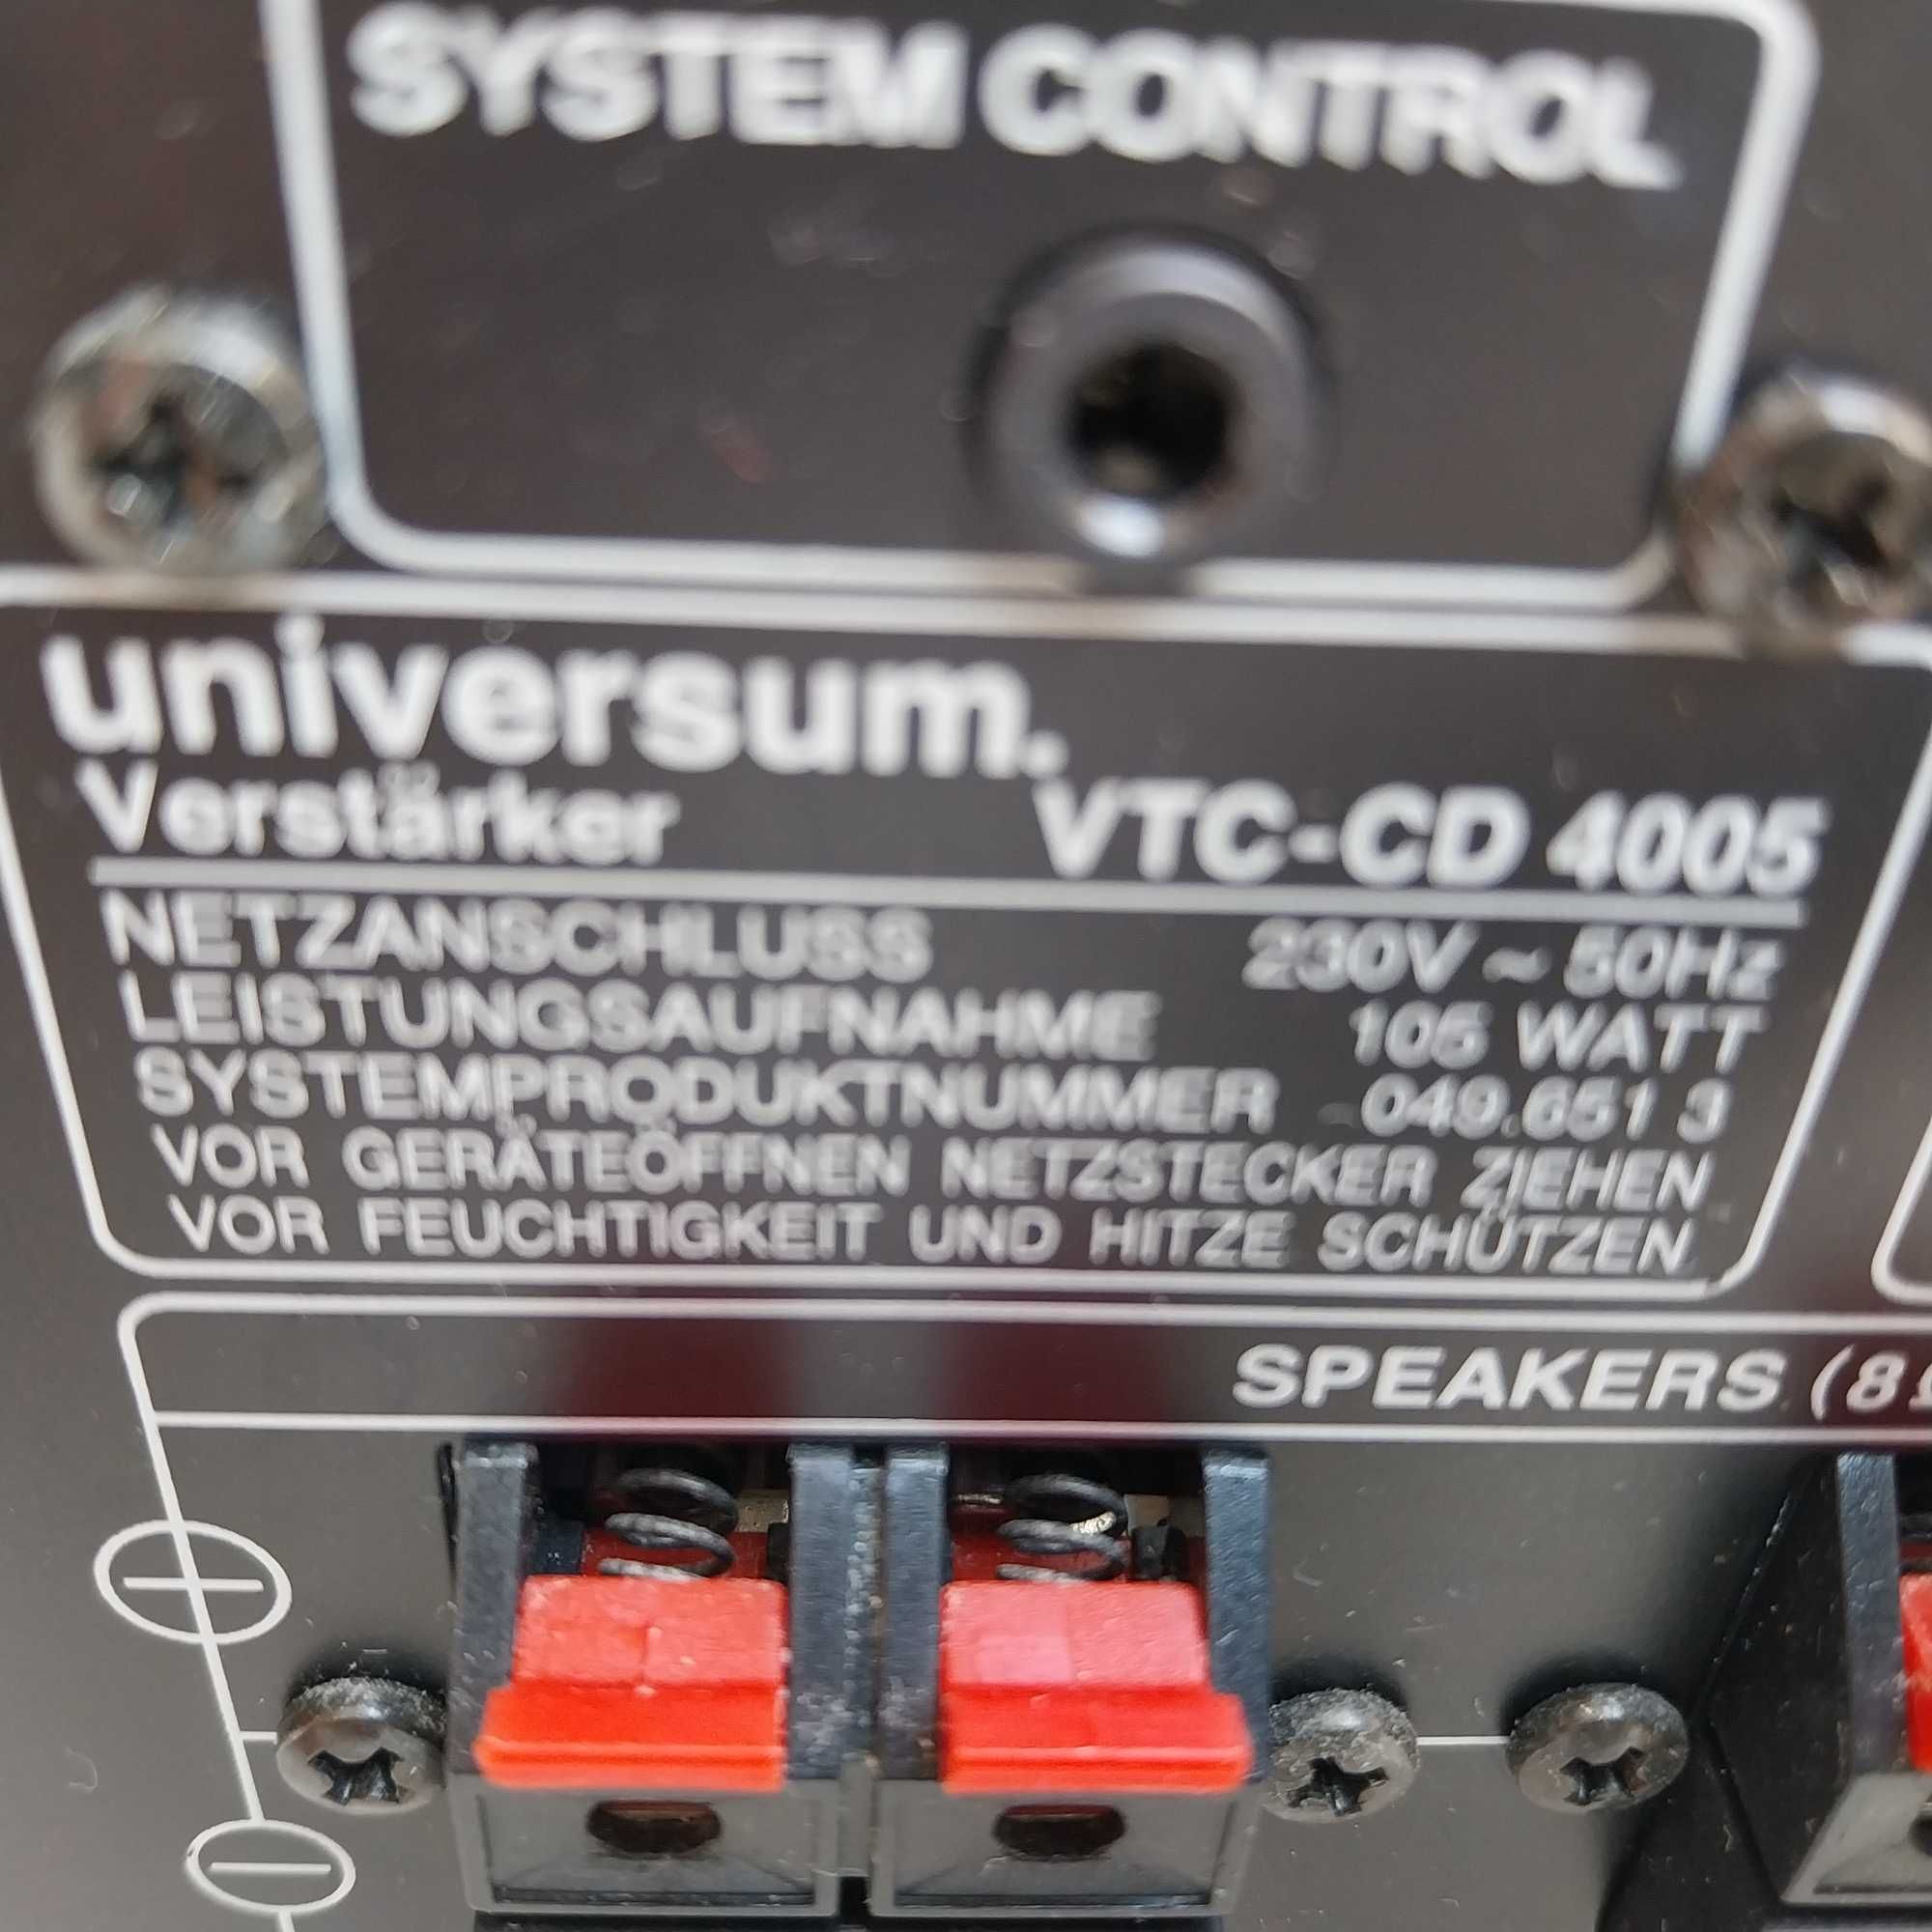 SYSTEM CONTROL
universum.
Verstärker VTC-CD 4005
NETZANSCHLUSS 230V ~ 50Hz
LEISTUNGSAUFNAHME 105 WATT
SYSTEMPRODUKTNUMMER 049.651 3
VOR GERÄTEÖFFNEN NETZSTECKER ZIEHEN
VOR FEUCHTIGKEIT UND HITZE SCHÜTZEN
SPEAKERS (8Ω
+
−